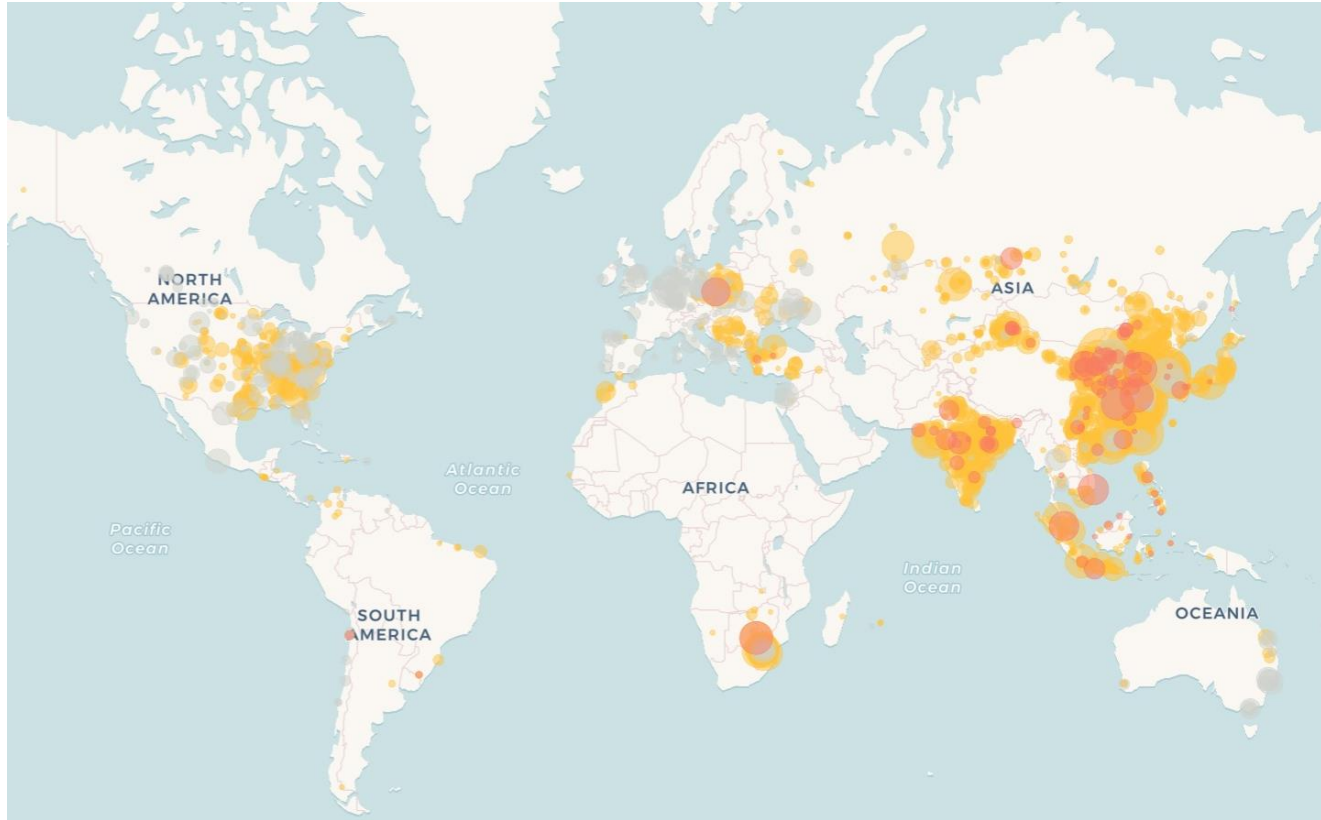 NORTH
AMERICA
ASIA
Atlantic
Ocean
AFRICA
Pacific
Ocean
Indian
Ocean
SOUTH
AMERICA
OCEANIA